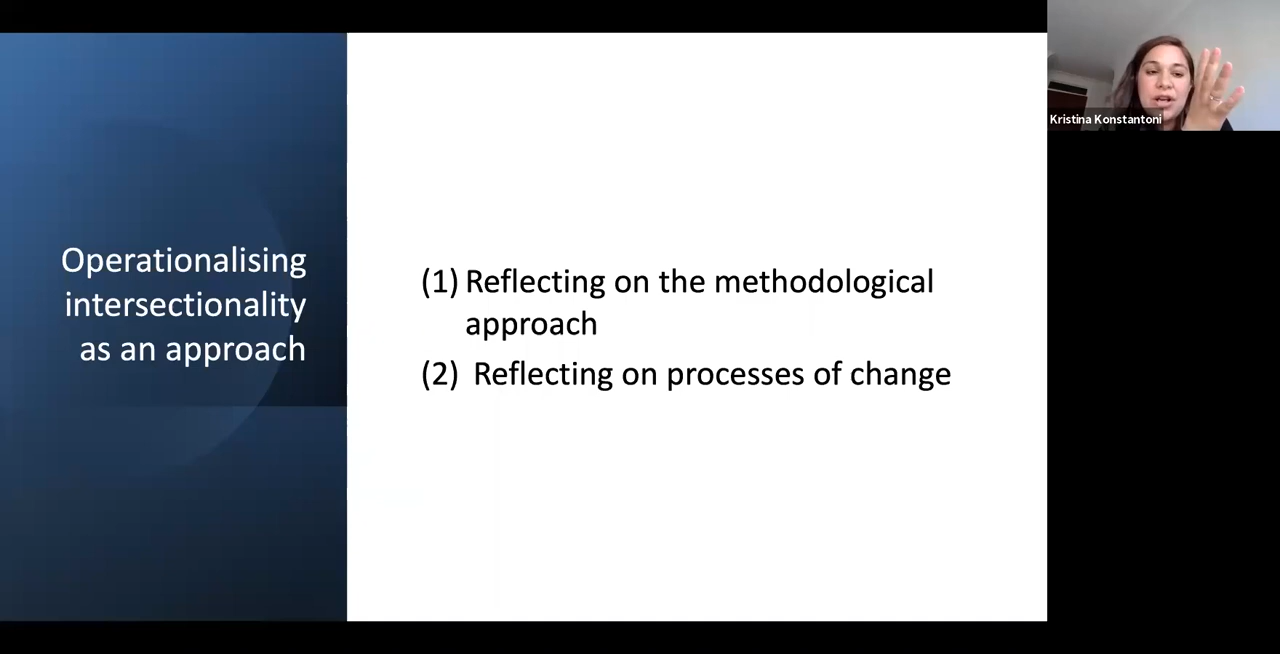 Operationalising
intersectionality
as an approach
(1) Reflecting on the methodological
approach
(2) Reflecting on processes of change
Kristina Konstantoni